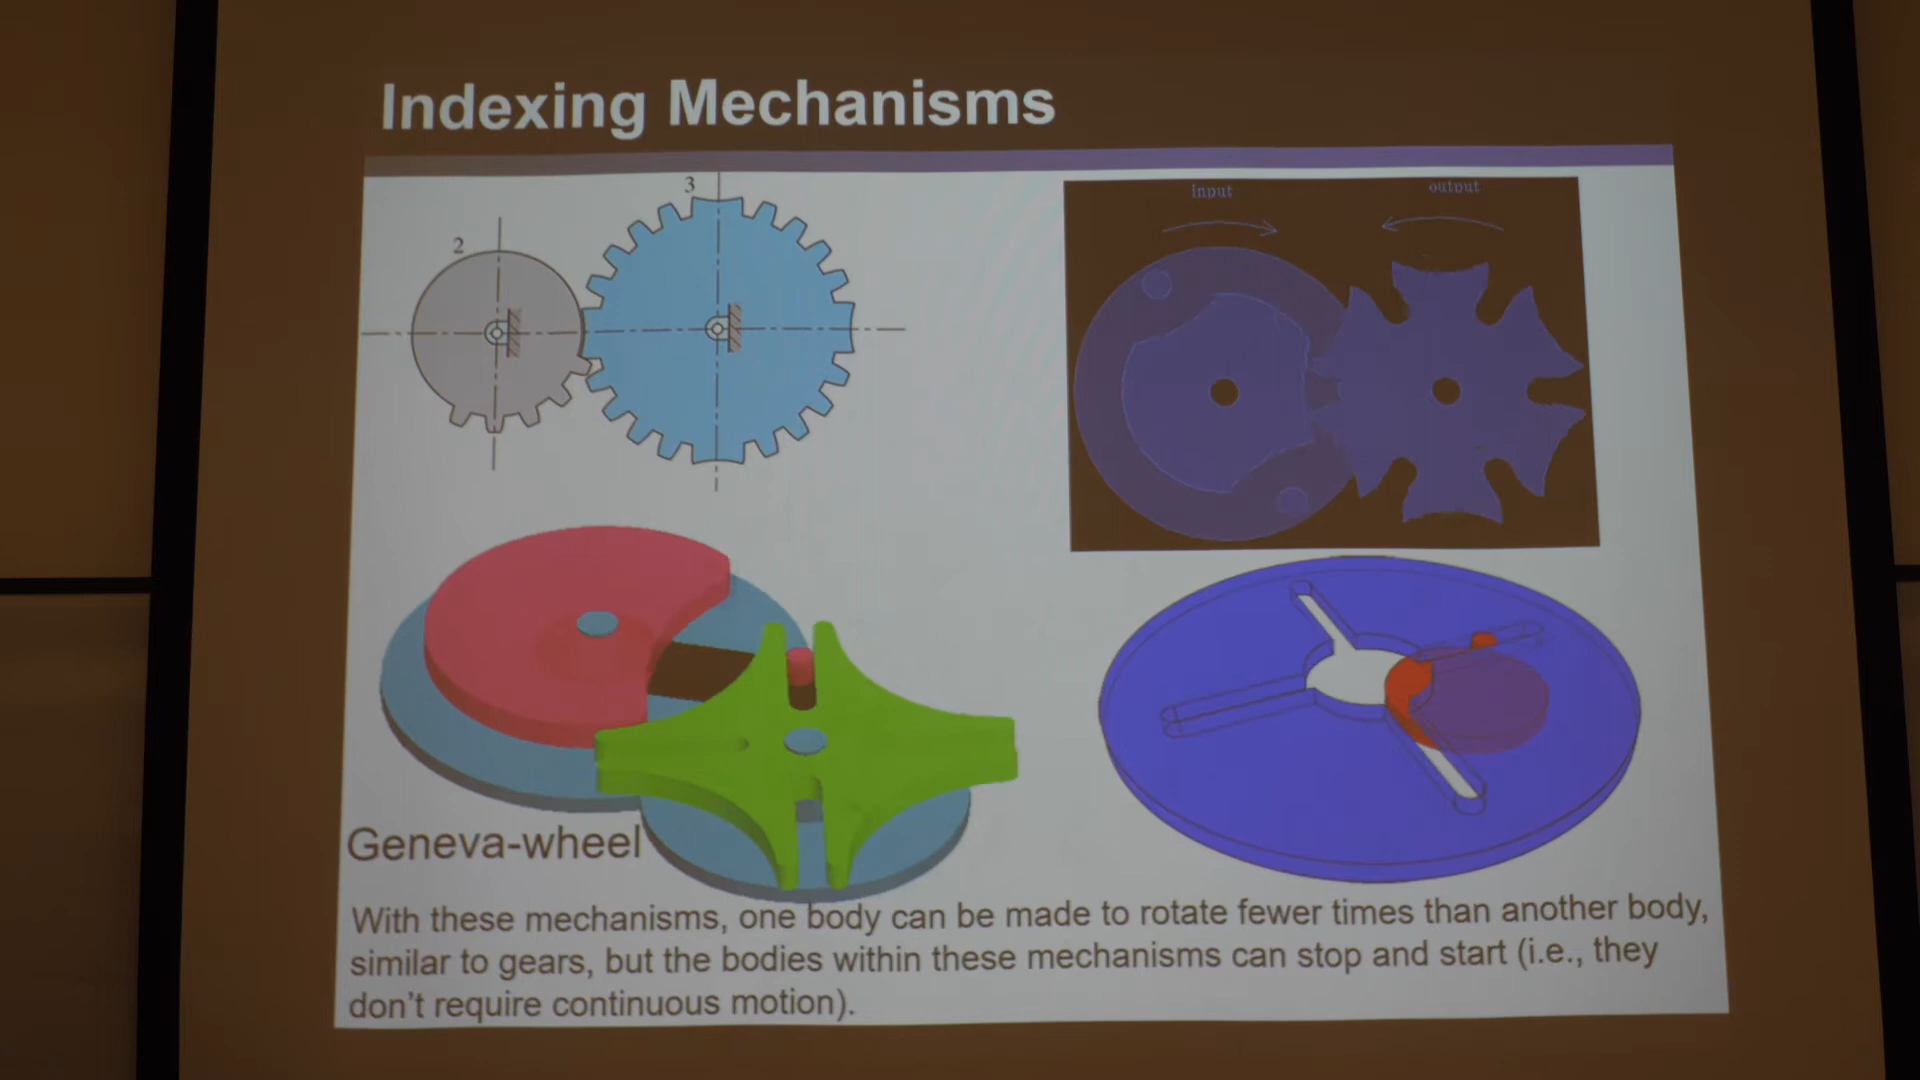 Indexing Mechanisms
2
3
input
output
Geneva-wheel
With these mechanisms, one body can be made to rotate fewer times than another body,
similar to gears, but the bodies within these mechanisms can stop and start (i.e., they
don't require continuous motion).